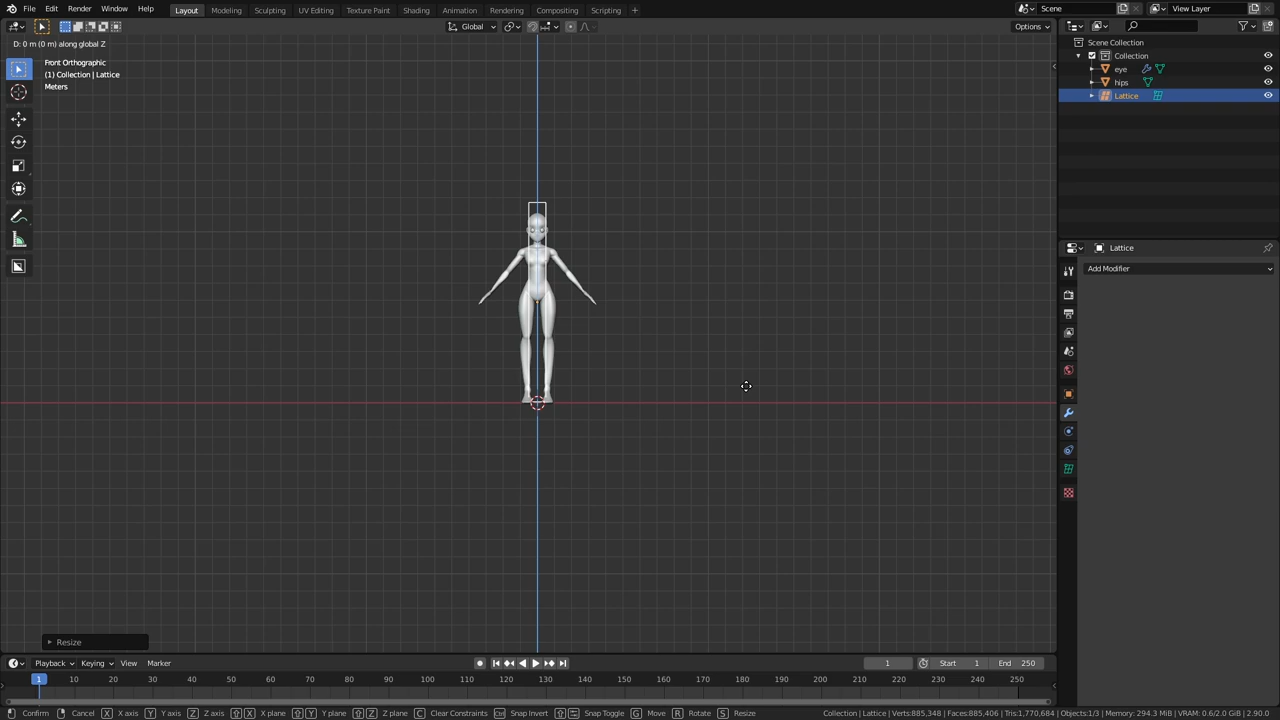 File Edit Render Window Help Layout Modeling Sculpting UV Editing Texture Paint Shading Animation Rendering Compositing Scripting + Scene View Layer
Global Options
D: 0 m (0 m) along global Z
Front Orthographic
(1) Collection | Lattice
Meters
Scene Collection
Collection
eye
hips
Lattice
Lattice
Add Modifier
Resize
Playback Keying View Marker 1 Start 1 End 250
1 10 20 30 40 50 60 70 80 90 100 110 120 130 140 150 160 170 180 190 200 210 220 230 240 250
Confirm Cancel X X axis Y Y axis Z Z axis X X plane Y Y plane Z Z plane C Clear Constraints Ctrl Snap Invert Snap Toggle G Move R Rotate S Resize Collection | Lattice | Verts:885,348 | Faces:885,406 | Tris:1,770,684 | Objects:1/3 | Memory: 294.3 MiB | VRAM: 0.6/2.0 GiB | 2.90.0